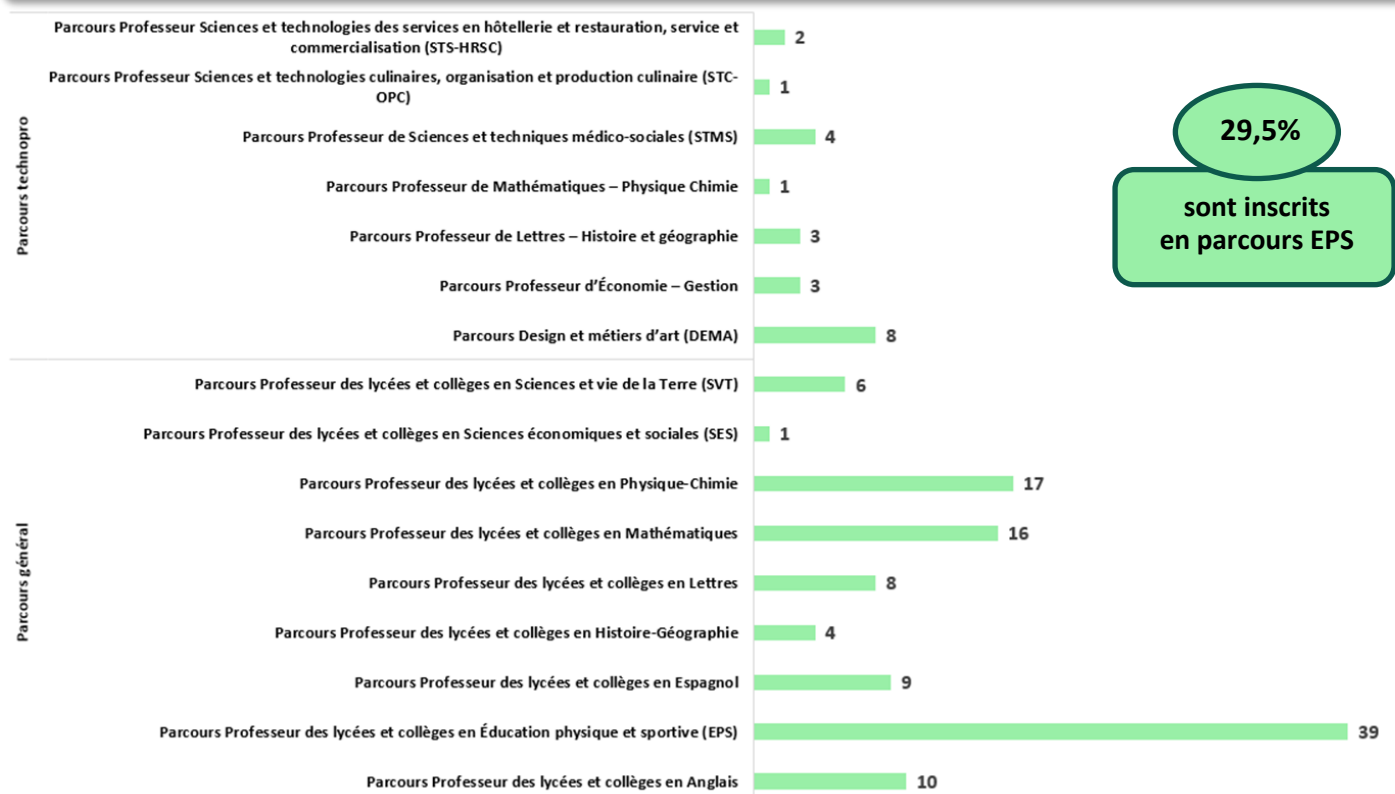 Parcours technopro
Parcours Professeur Sciences et technologies des services en hôtellerie et restauration, service et
commercialisation (STS-HRSC)
2
Parcours Professeur Sciences et technologies culinaires, organisation et production culinaire (STC-
OPC)
1
Parcours Professeur de Sciences et techniques médico-sociales (STMS)
4
Parcours Professeur de Mathématiques – Physique Chimie
1
Parcours Professeur de Lettres – Histoire et géographie
3
Parcours Professeur d’Économie – Gestion
3
Parcours Design et métiers d’art (DEMA)
8
29,5%
sont inscrits
en parcours EPS
Parcours général
Parcours Professeur des lycées et collèges en Sciences et vie de la Terre (SVT)
6
Parcours Professeur des lycées et collèges en Sciences économiques et sociales (SES)
1
Parcours Professeur des lycées et collèges en Physique-Chimie
17
Parcours Professeur des lycées et collèges en Mathématiques
16
Parcours Professeur des lycées et collèges en Lettres
8
Parcours Professeur des lycées et collèges en Histoire-Géographie
4
Parcours Professeur des lycées et collèges en Espagnol
9
Parcours Professeur des lycées et collèges en Éducation physique et sportive (EPS)
39
Parcours Professeur des lycées et collèges en Anglais
10